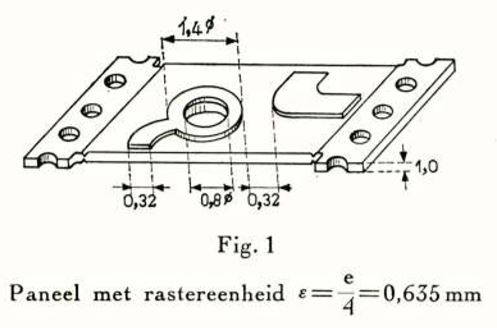 1,4ø
1,0
0,32 0,8ø 0,32
Fig. 1
Paneel met rastereenheid ε = e/4 = 0,635 mm